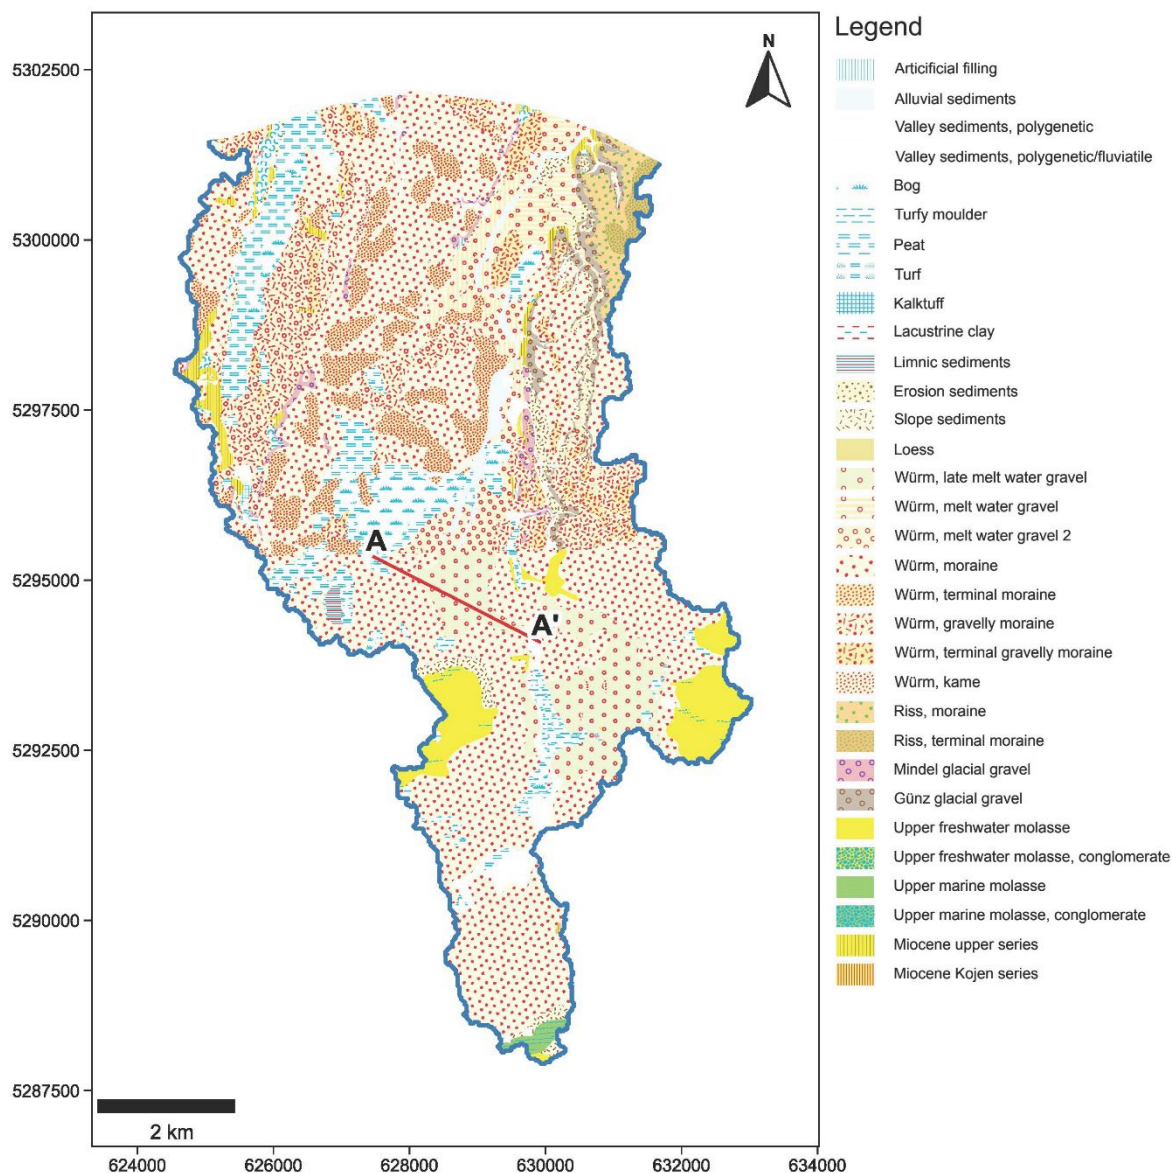 Legend
N
5302500
5300000
5297500
5295000
5292500
5290000
5287500
A
A'
2 km
624000
626000
628000
630000
632000
634000
Articificial filling
Alluvial sediments
Valley sediments, polygenetic
Valley sediments, polygenetic/fluviatile
Bog
Turfy moulder
Peat
Turf
Kalktuff
Lacustrine clay
Limnic sediments
Erosion sediments
Slope sediments
Loess
Würm, late melt water gravel
Würm, melt water gravel
Würm, melt water gravel 2
Würm, moraine
Würm, terminal moraine
Würm, gravelly moraine
Würm, terminal gravelly moraine
Würm, kame
Riss, moraine
Riss, terminal moraine
Mindel glacial gravel
Günz glacial gravel
Upper freshwater molasse
Upper freshwater molasse, conglomerate
Upper marine molasse
Upper marine molasse, conglomerate
Miocene upper series
Miocene Kojen series